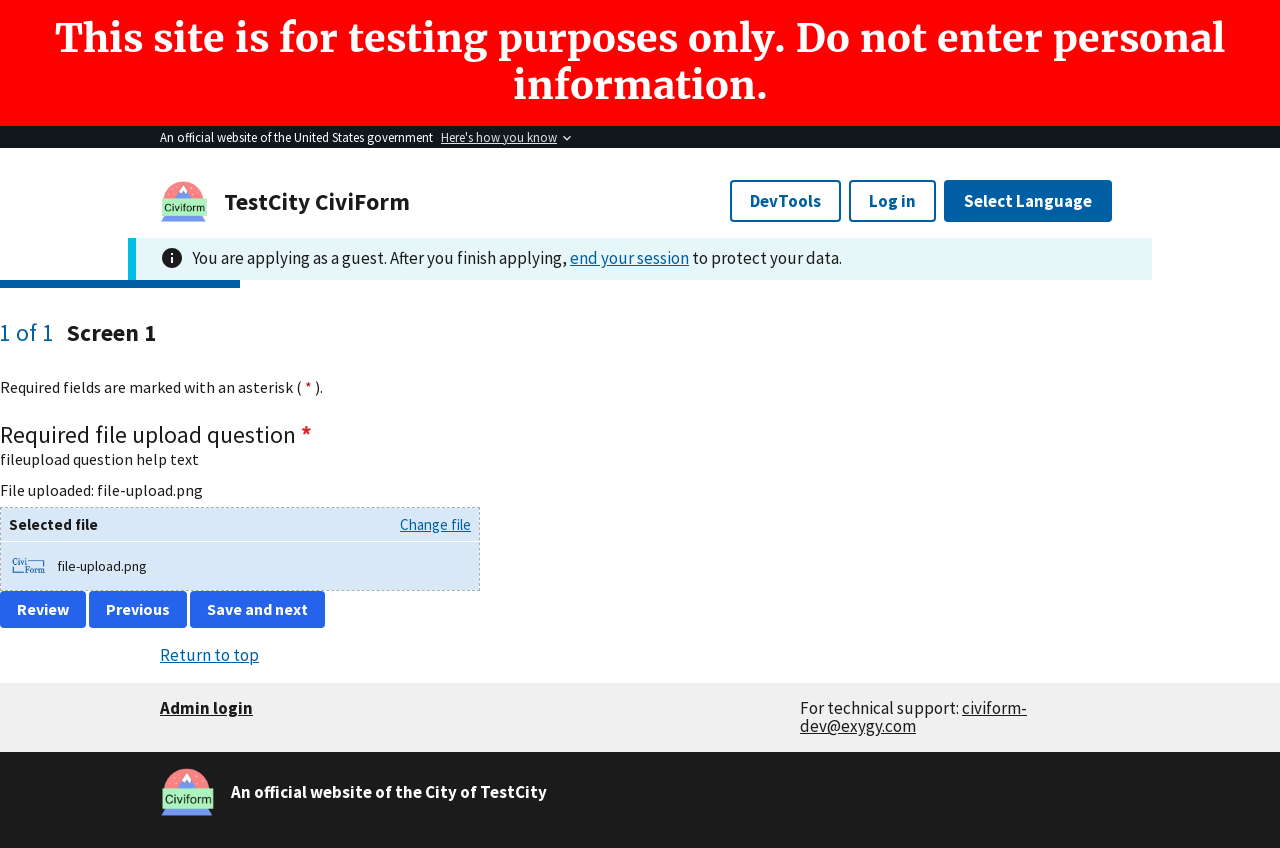 This site is for testing purposes only. Do not enter personal
information.
An official website of the United States government Here's how you know
Civiform
TestCity CiviForm
DevTools
Log in
Select Language
You are applying as a guest. After you finish applying, end your session to protect your data.
1 of 1 Screen 1
Required fields are marked with an asterisk ( * ).
Required file upload question *
fileupload question help text
File uploaded: file-upload.png
Selected file
Change file
Civi
Form
file-upload.png
Review
Previous
Save and next
Return to top
Admin login
For technical support: civiform-
dev@exygy.com
Civiform
An official website of the City of TestCity